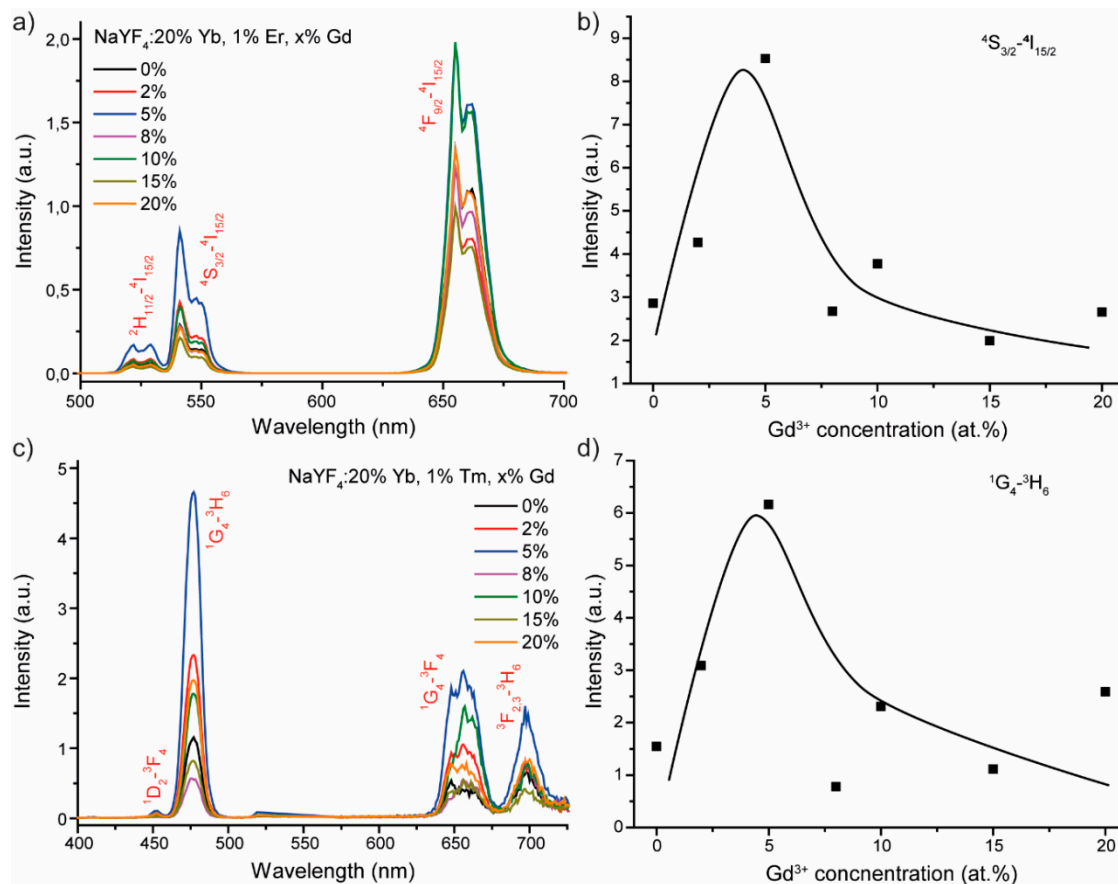 a)
NaYF₄:20% Yb, 1% Er, x% Gd
0%
2%
5%
8%
10%
15%
20%
²H₁₁/₂-⁴I₁₅/₂
⁴S₃/₂-⁴I₁₅/₂
⁴F₉/₂-⁴I₁₅/₂
Intensity (a.u.)
2,0
1,5
1,0
0,5
0,0
500 550 600 650 700
Wavelength (nm)
b)
⁴S₃/₂-⁴I₁₅/₂
Intensity (a.u.)
9
8
7
6
5
4
3
2
1
0 5 10 15 20
Gd³⁺ concentration (at.%)
c)
NaYF₄:20% Yb, 1% Tm, x% Gd
0%
2%
5%
8%
10%
15%
20%
¹D₂-³F₄
¹G₄-³H₆
¹G₄-³F₄
³F₂,₃-³H₆
Intensity (a.u.)
5
4
3
2
1
0
400 450 500 550 600 650 700
Wavelength (nm)
d)
¹G₄-³H₆
Intensity (a.u.)
7
6
5
4
3
2
1
0
0 5 10 15 20
Gd³⁺ concncentration (at.%)